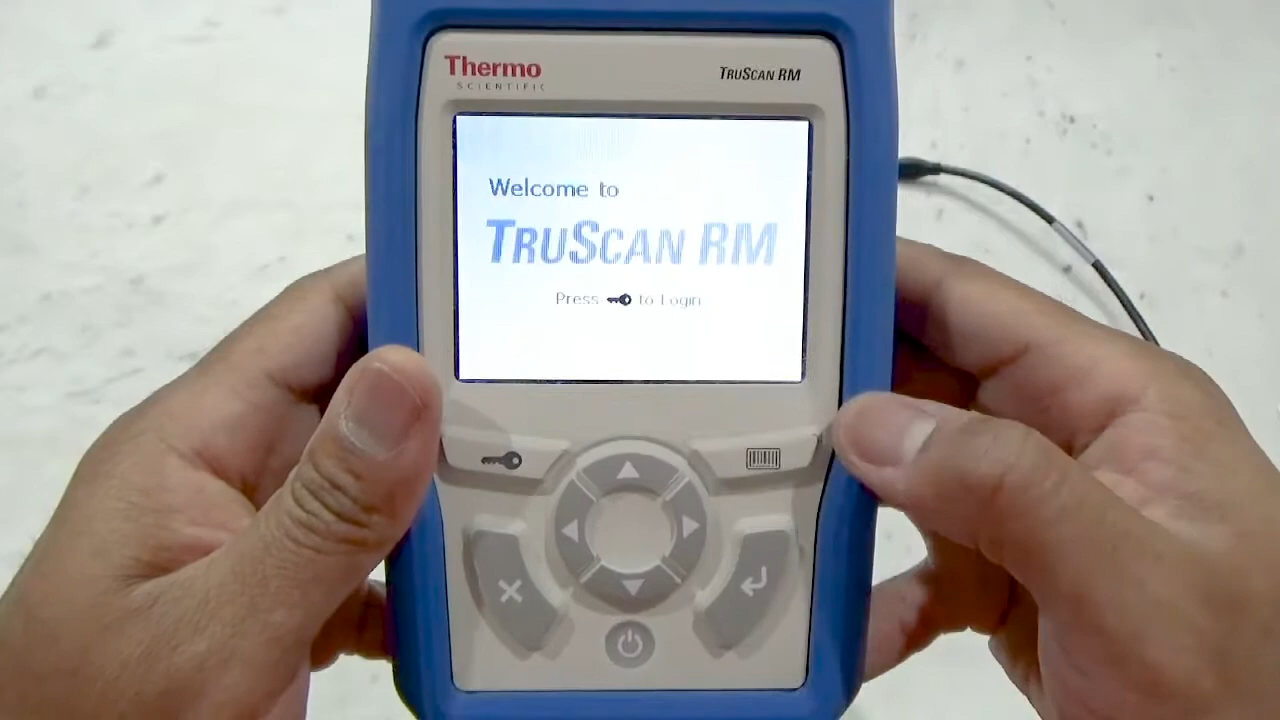 Thermo
SCIENTIFIC
TRUSCAN RM
Welcome to
TRUSCAN RM
Press to Login